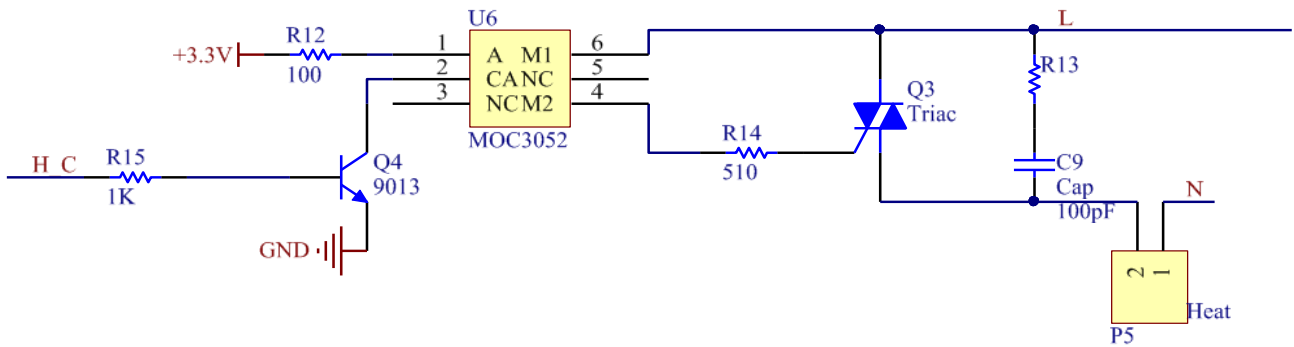 U6
L
R12
+3.3V
100
1
A M1
6
2
CA NC
5
3
NC M2
4
MOC3052
R13
Q3
Triac
R14
510
H_C
R15
1K
Q4
9013
C9
Cap
100pF
N
GND
2
1
Heat
P5